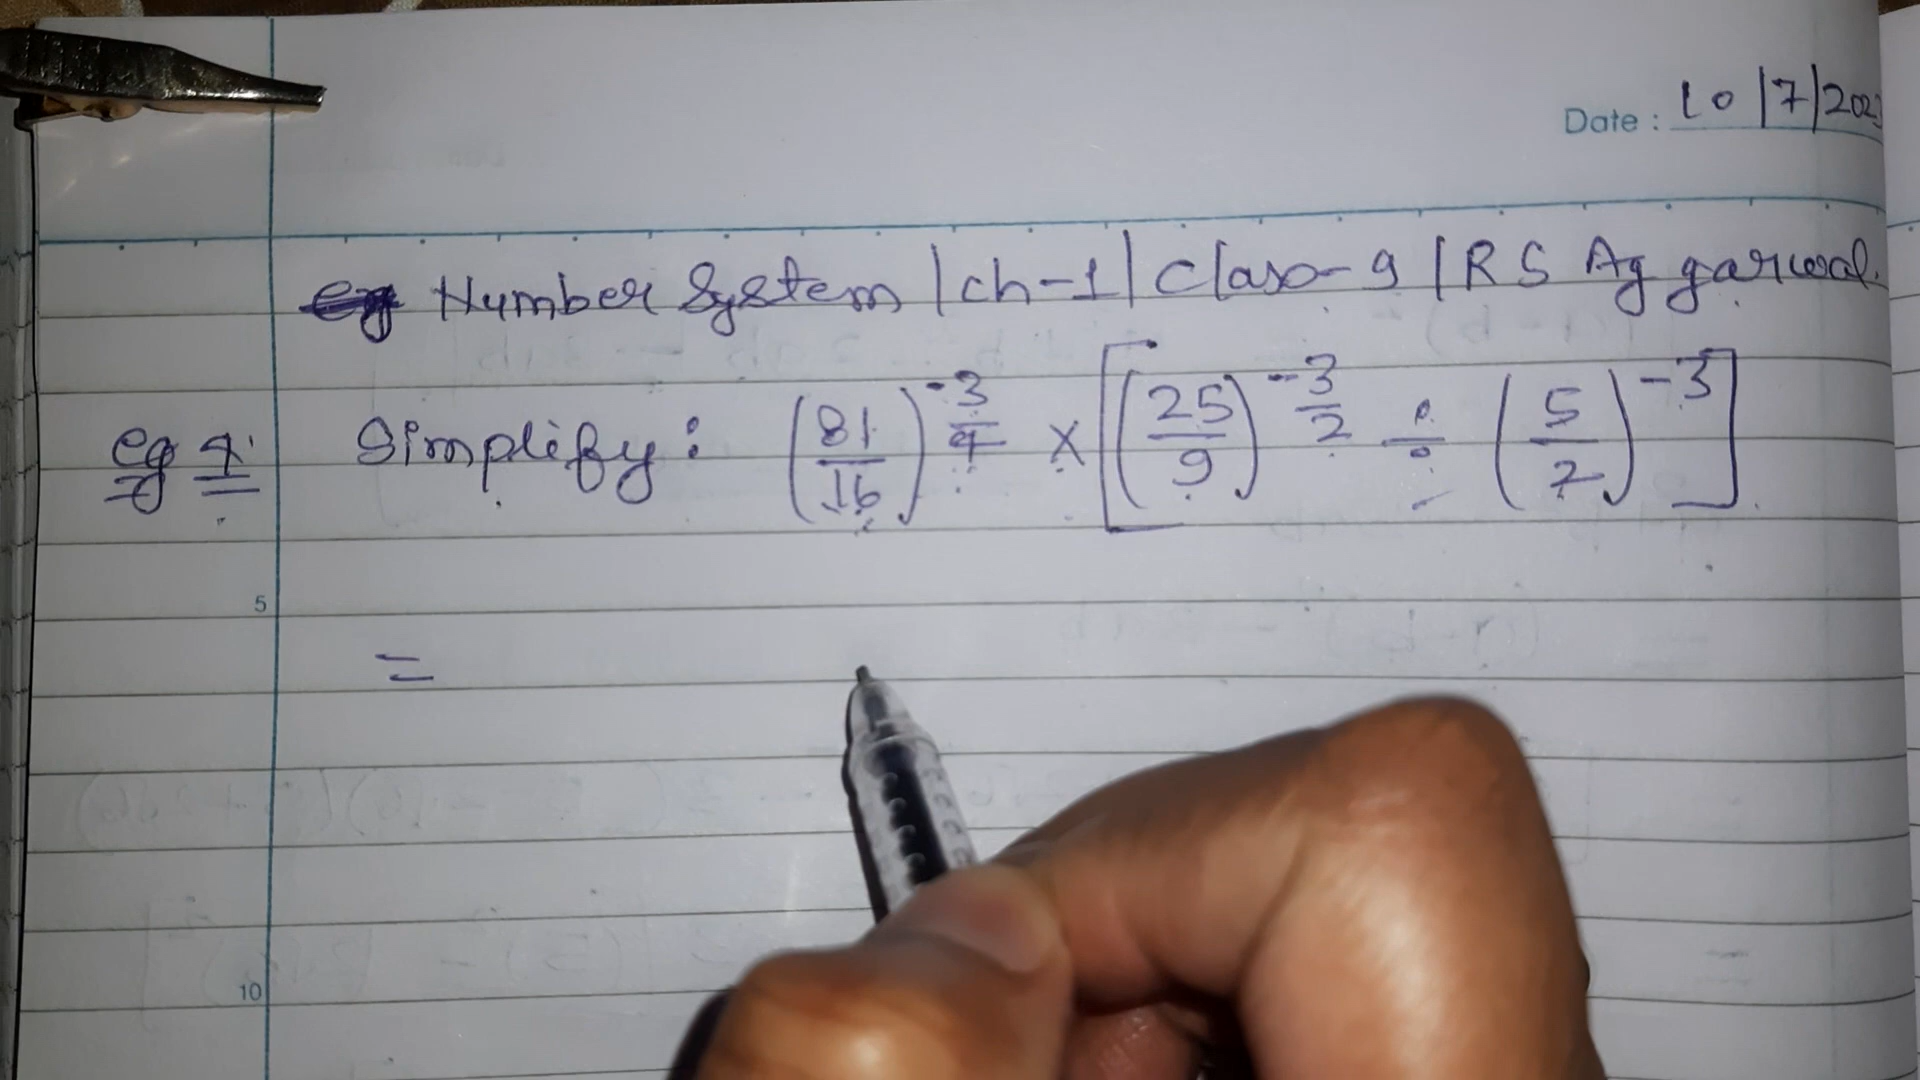 Date : 10/7/202
Number System | ch-1 | Class-9 | R S Aggarwal.
eg 4. Simplify : (81/16)^-3/4 × [(25/9)^-3/2 ÷ (5/2)^-3]
5
=
10